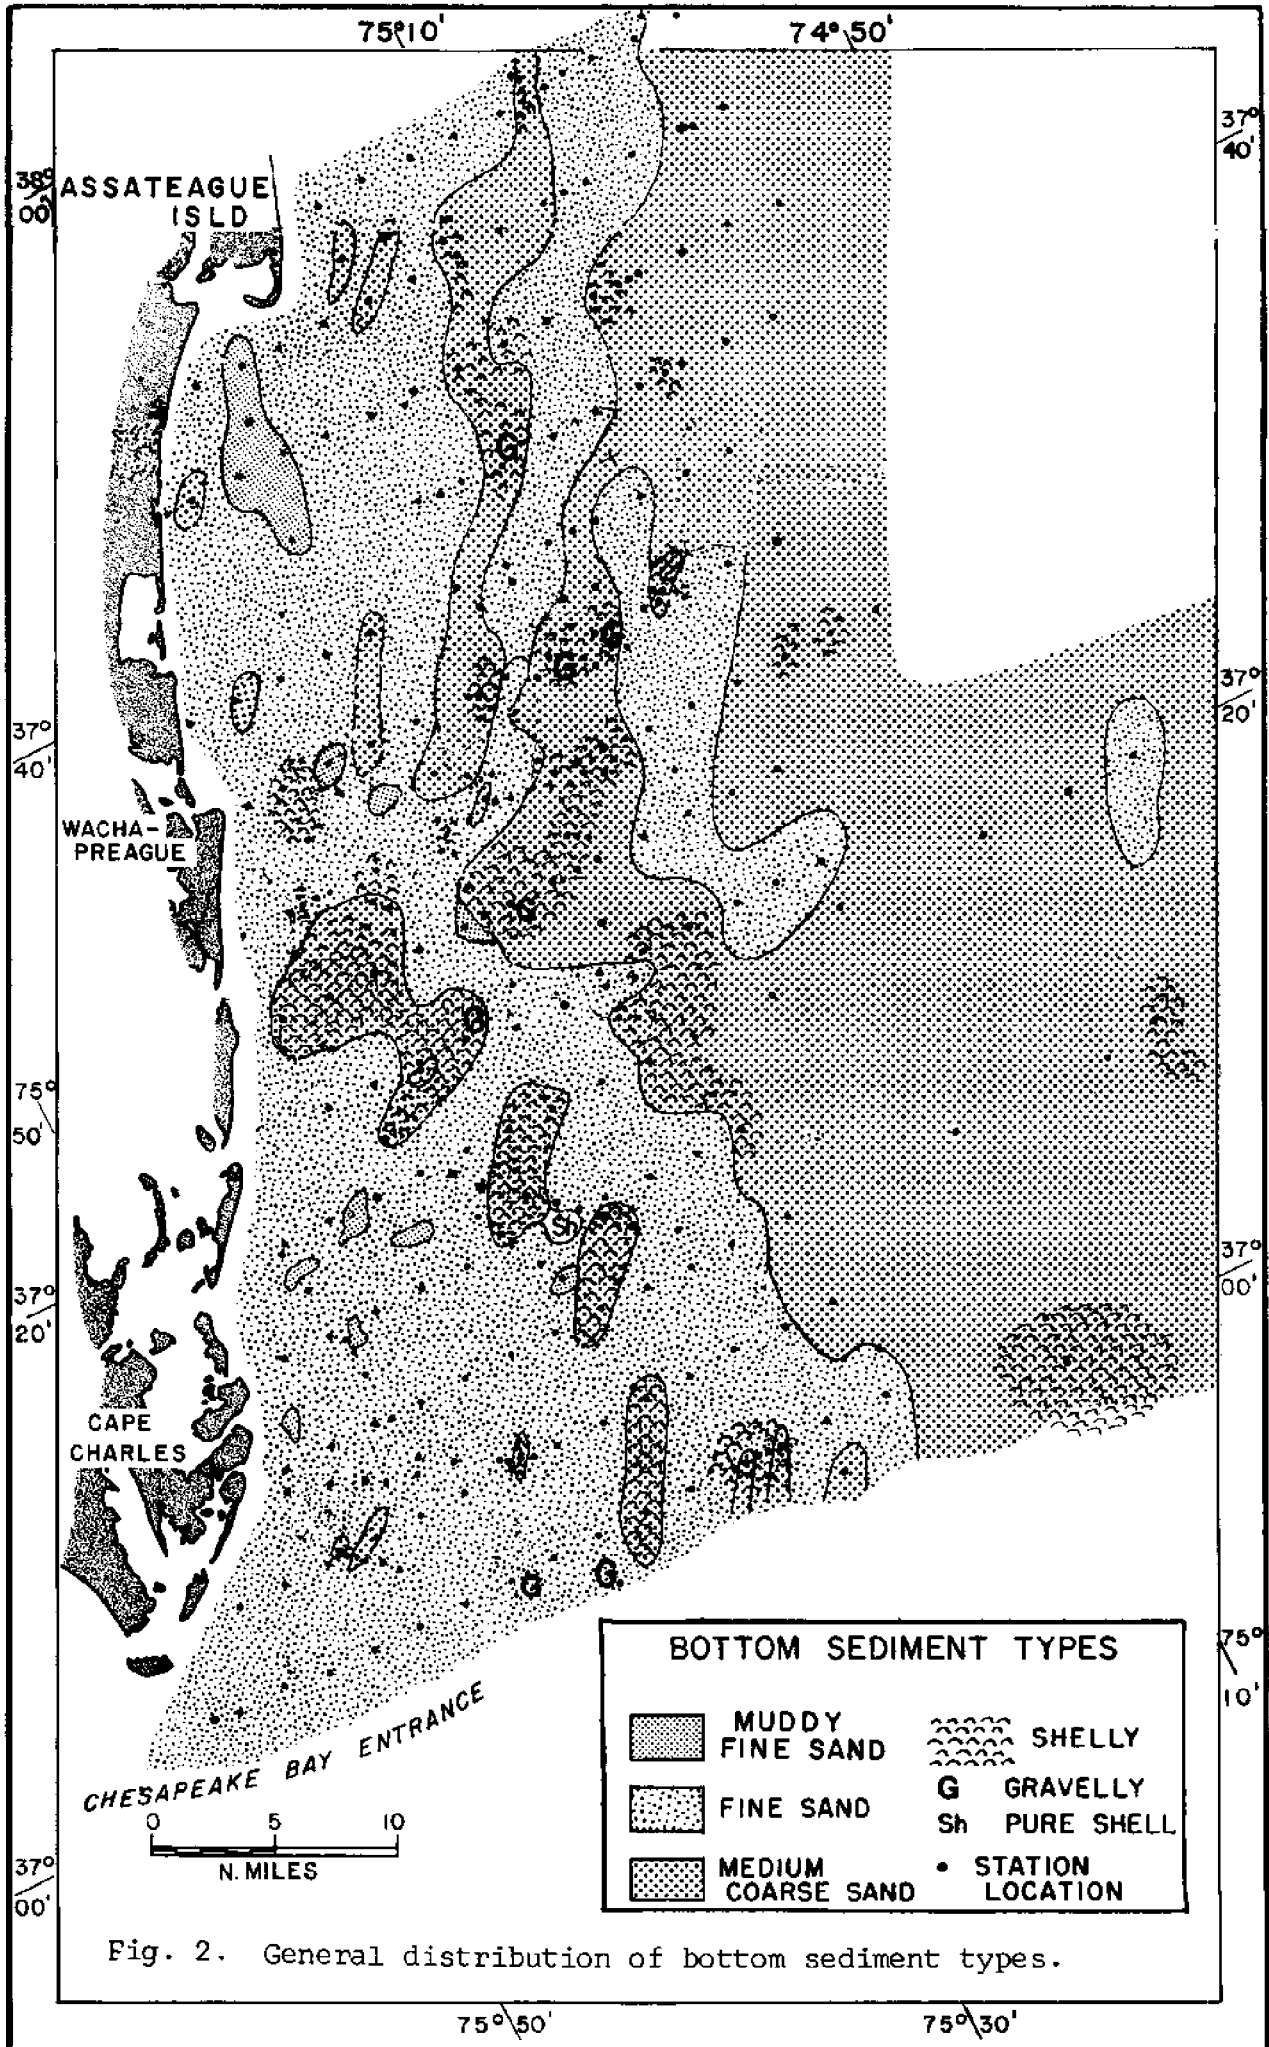 75°10'
74°50'
37°
40'
38°
00'
ASSATEAGUE
ISLD
G
G
G
37°
20'
37°
40'
WACHA-
PREAGUE
G
75°
50'
Sh
37°
00'
37°
20'
CAPE
CHARLES
G
G
75°
10'
CHESAPEAKE BAY ENTRANCE
0 5 10
N. MILES
37°
00'
BOTTOM SEDIMENT TYPES
MUDDY
FINE SAND
SHELLY
FINE SAND
G GRAVELLY
Sh PURE SHELL
MEDIUM
COARSE SAND
• STATION
LOCATION
Fig. 2. General distribution of bottom sediment types.
75°50'
75°30'